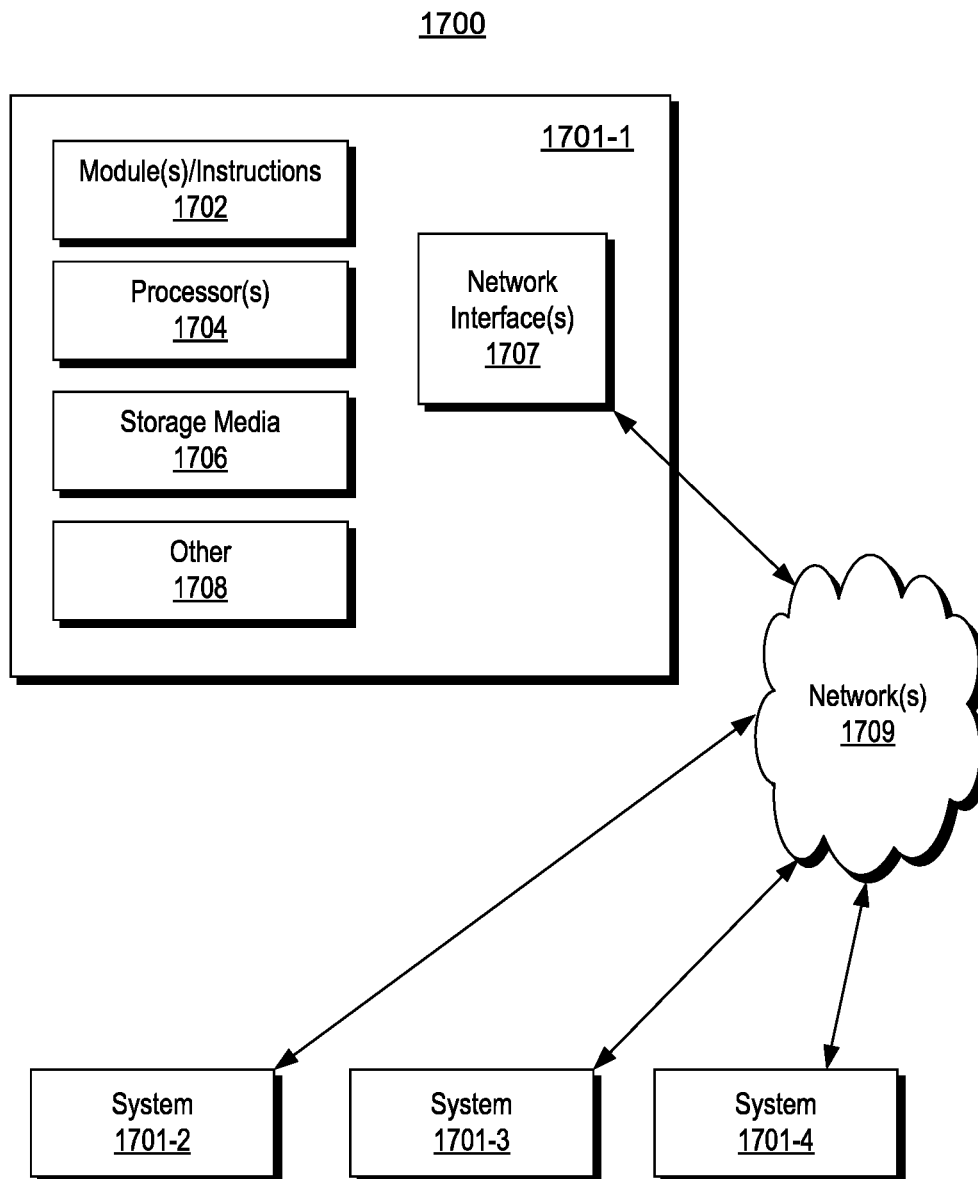 1700
1701-1
Module(s)/Instructions
1702
Processor(s)
1704
Storage Media
1706
Other
1708
Network
Interface(s)
1707
Network(s)
1709
System
1701-2
System
1701-3
System
1701-4